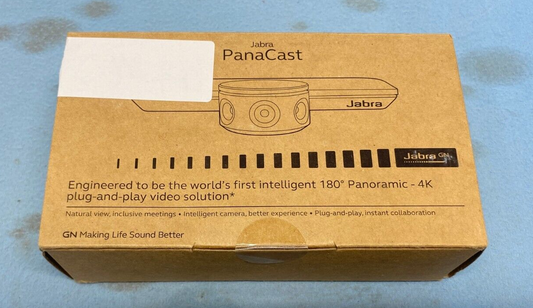 Jabra
PanaCast
Jabra
Jabra GN
Engineered to be the world's first intelligent 180° Panoramic - 4K
plug-and-play video solution*
Natural view, inclusive meetings • Intelligent camera, better experience • Plug-and-play, instant collaboration
GN Making Life Sound Better